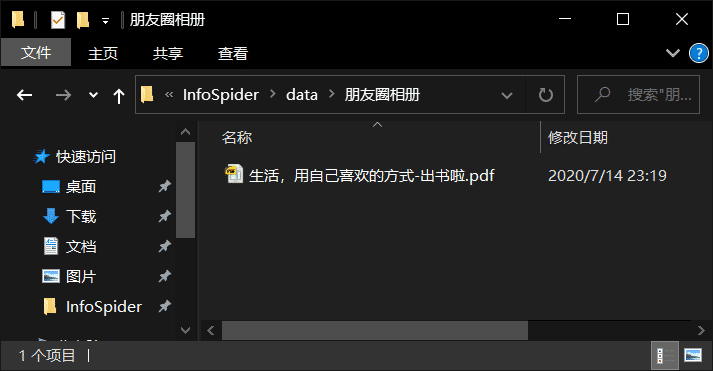 朋友圈相册
文件 主页 共享 查看
« InfoSpider > data > 朋友圈相册 搜索"朋...
名称 修改日期
快速访问
生活，用自己喜欢的方式-出书啦.pdf 2020/7/14 23:19
桌面
下载
文档
图片
InfoSpider
1 个项目